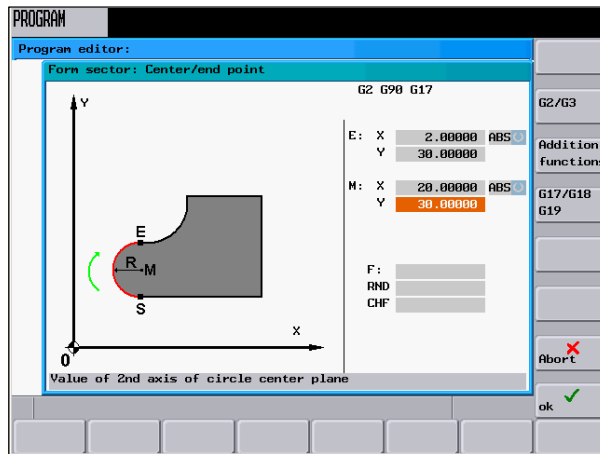 PROGRAM
Program editor:
Form sector: Center/end point
G2 G90 G17
Y
E: X 2.00000 ABS
Y 30.00000
M: X 20.00000 ABS
Y 30.00000
E
R M
S
X
0
F:
RND
CHF
Value of 2nd axis of circle center plane
G2/G3
Addition
functions
G17/G18
G19
Abort
ok